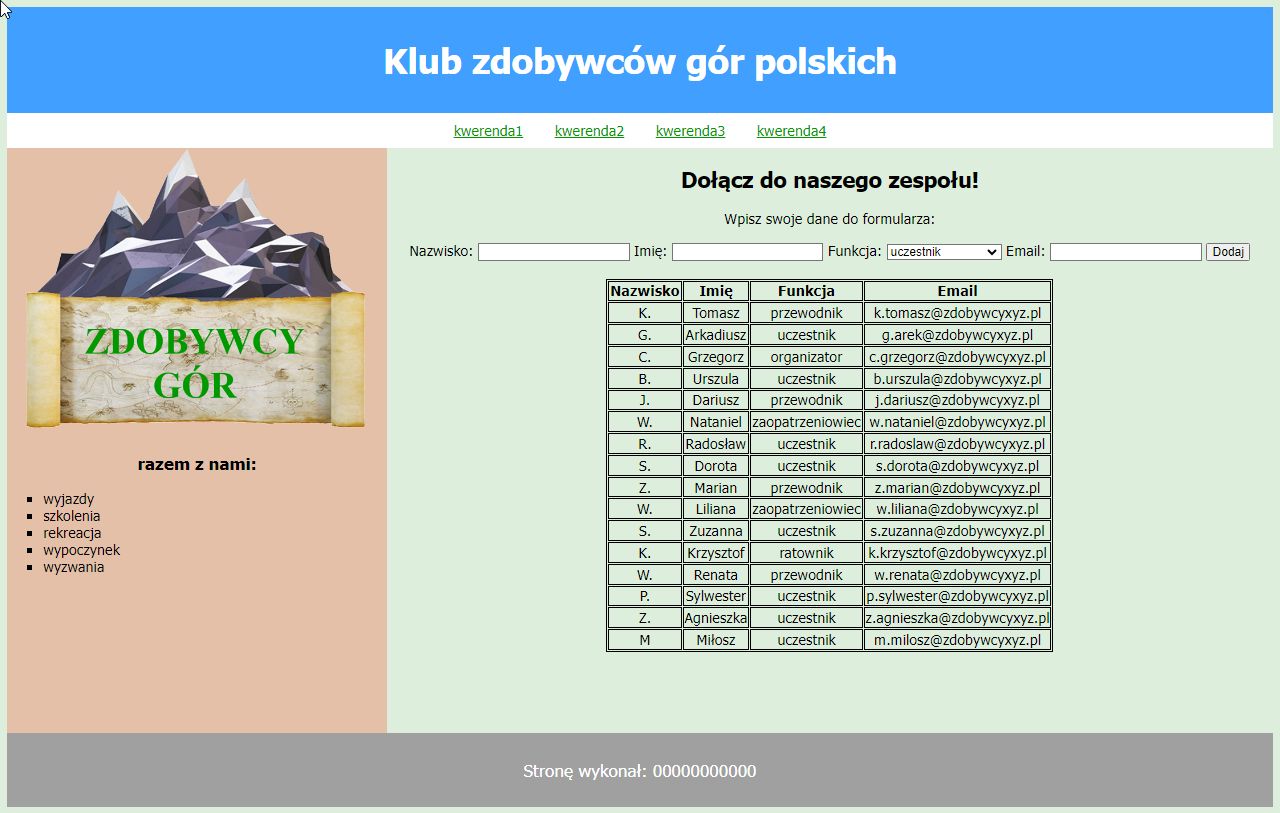 Klub zdobywców gór polskich
kwerenda1 kwerenda2 kwerenda3 kwerenda4
ZDOBYWCY
GÓR
razem z nami:
wyjazdy
szkolenia
rekreacja
wypoczynek
wyzwania
Dołącz do naszego zespołu!
Wpisz swoje dane do formularza:
Nazwisko: Imię: Funkcja: uczestnik Email: Dodaj
Nazwisko Imię Funkcja Email
K. Tomasz przewodnik k.tomasz@zdobywcyxyz.pl
G. Arkadiusz uczestnik g.arek@zdobywcyxyz.pl
C. Grzegorz organizator c.grzegorz@zdobywcyxyz.pl
B. Urszula uczestnik b.urszula@zdobywcyxyz.pl
J. Dariusz przewodnik j.dariusz@zdobywcyxyz.pl
W. Nataniel zaopatrzeniowiec w.nataniel@zdobywcyxyz.pl
R. Radosław uczestnik r.radoslaw@zdobywcyxyz.pl
S. Dorota uczestnik s.dorota@zdobywcyxyz.pl
Z. Marian przewodnik z.marian@zdobywcyxyz.pl
W. Liliana zaopatrzeniowiec w.liliana@zdobywcyxyz.pl
S. Zuzanna uczestnik s.zuzanna@zdobywcyxyz.pl
K. Krzysztof ratownik k.krzysztof@zdobywcyxyz.pl
W. Renata przewodnik w.renata@zdobywcyxyz.pl
P. Sylwester uczestnik p.sylwester@zdobywcyxyz.pl
Z. Agnieszka uczestnik z.agnieszka@zdobywcyxyz.pl
M Miłosz uczestnik m.milosz@zdobywcyxyz.pl
Stronę wykonał: 00000000000